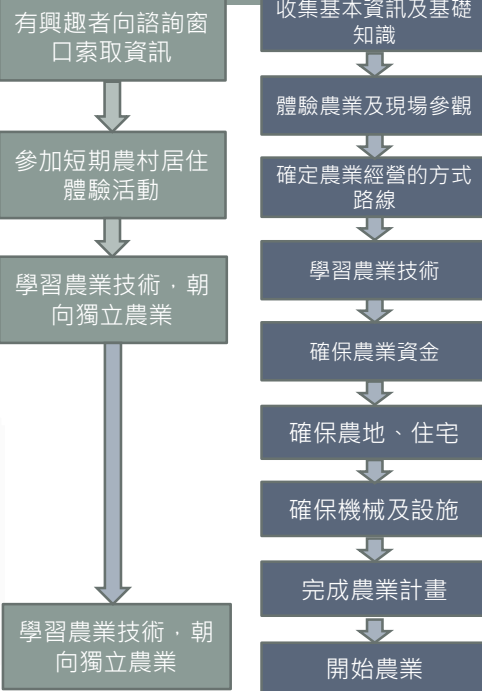 有興趣者向諮詢窗
口索取資訊
參加短期農村居住
體驗活動
學習農業技術，朝
向獨立農業
學習農業技術，朝
向獨立農業
收集基本資訊及基礎
知識
體驗農業及現場參觀
確定農業經營的方式
路線
學習農業技術
確保農業資金
確保農地、住宅
確保機械及設施
完成農業計畫
開始農業